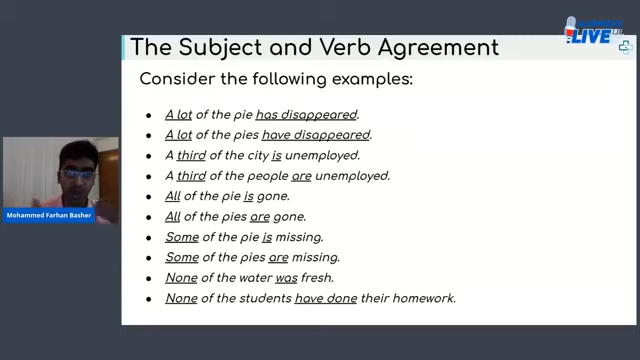 The Subject and Verb Agreement
LIVE
Consider the following examples:
A lot of the pie has disappeared.
A lot of the pies have disappeared.
A third of the city is unemployed.
A third of the people are unemployed.
All of the pie is gone.
All of the pies are gone.
Some of the pie is missing.
Some of the pies are missing.
None of the water was fresh.
None of the students have done their homework.
Mohammed Farhan Basher